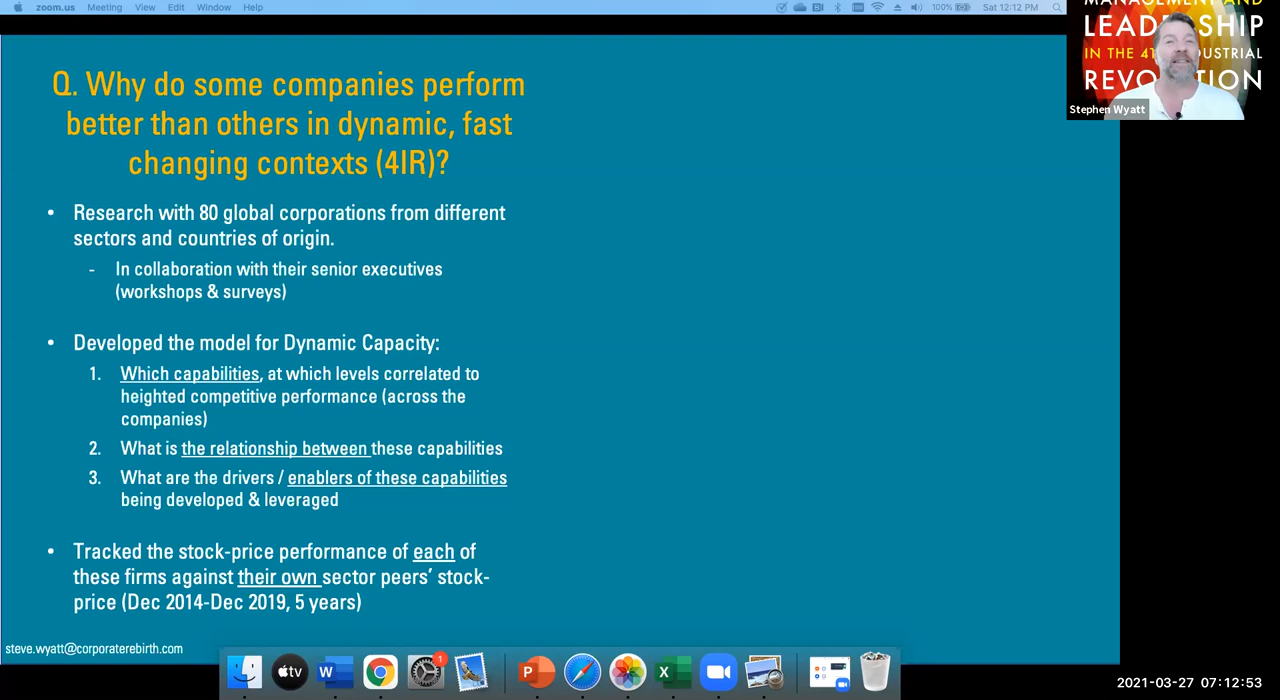 zoom.us Meeting View Edit Window Help
100% Sat 12:12 PM
MANAGEMENT AND
LEADERSHIP
IN THE 4TH INDUSTRIAL
REVOLUTION
Stephen Wyatt
Q. Why do some companies perform
better than others in dynamic, fast
changing contexts (4IR)?
• Research with 80 global corporations from different
sectors and countries of origin.
- In collaboration with their senior executives
(workshops & surveys)
• Developed the model for Dynamic Capacity:
1. Which capabilities, at which levels correlated to
heighted competitive performance (across the
companies)
2. What is the relationship between these capabilities
3. What are the drivers / enablers of these capabilities
being developed & leveraged
• Tracked the stock-price performance of each of
these firms against their own sector peers’ stock-
price (Dec 2014-Dec 2019, 5 years)
steve.wyatt@corporaterebirth.com
tv
W
1
P
X
2021-03-27 07:12:53